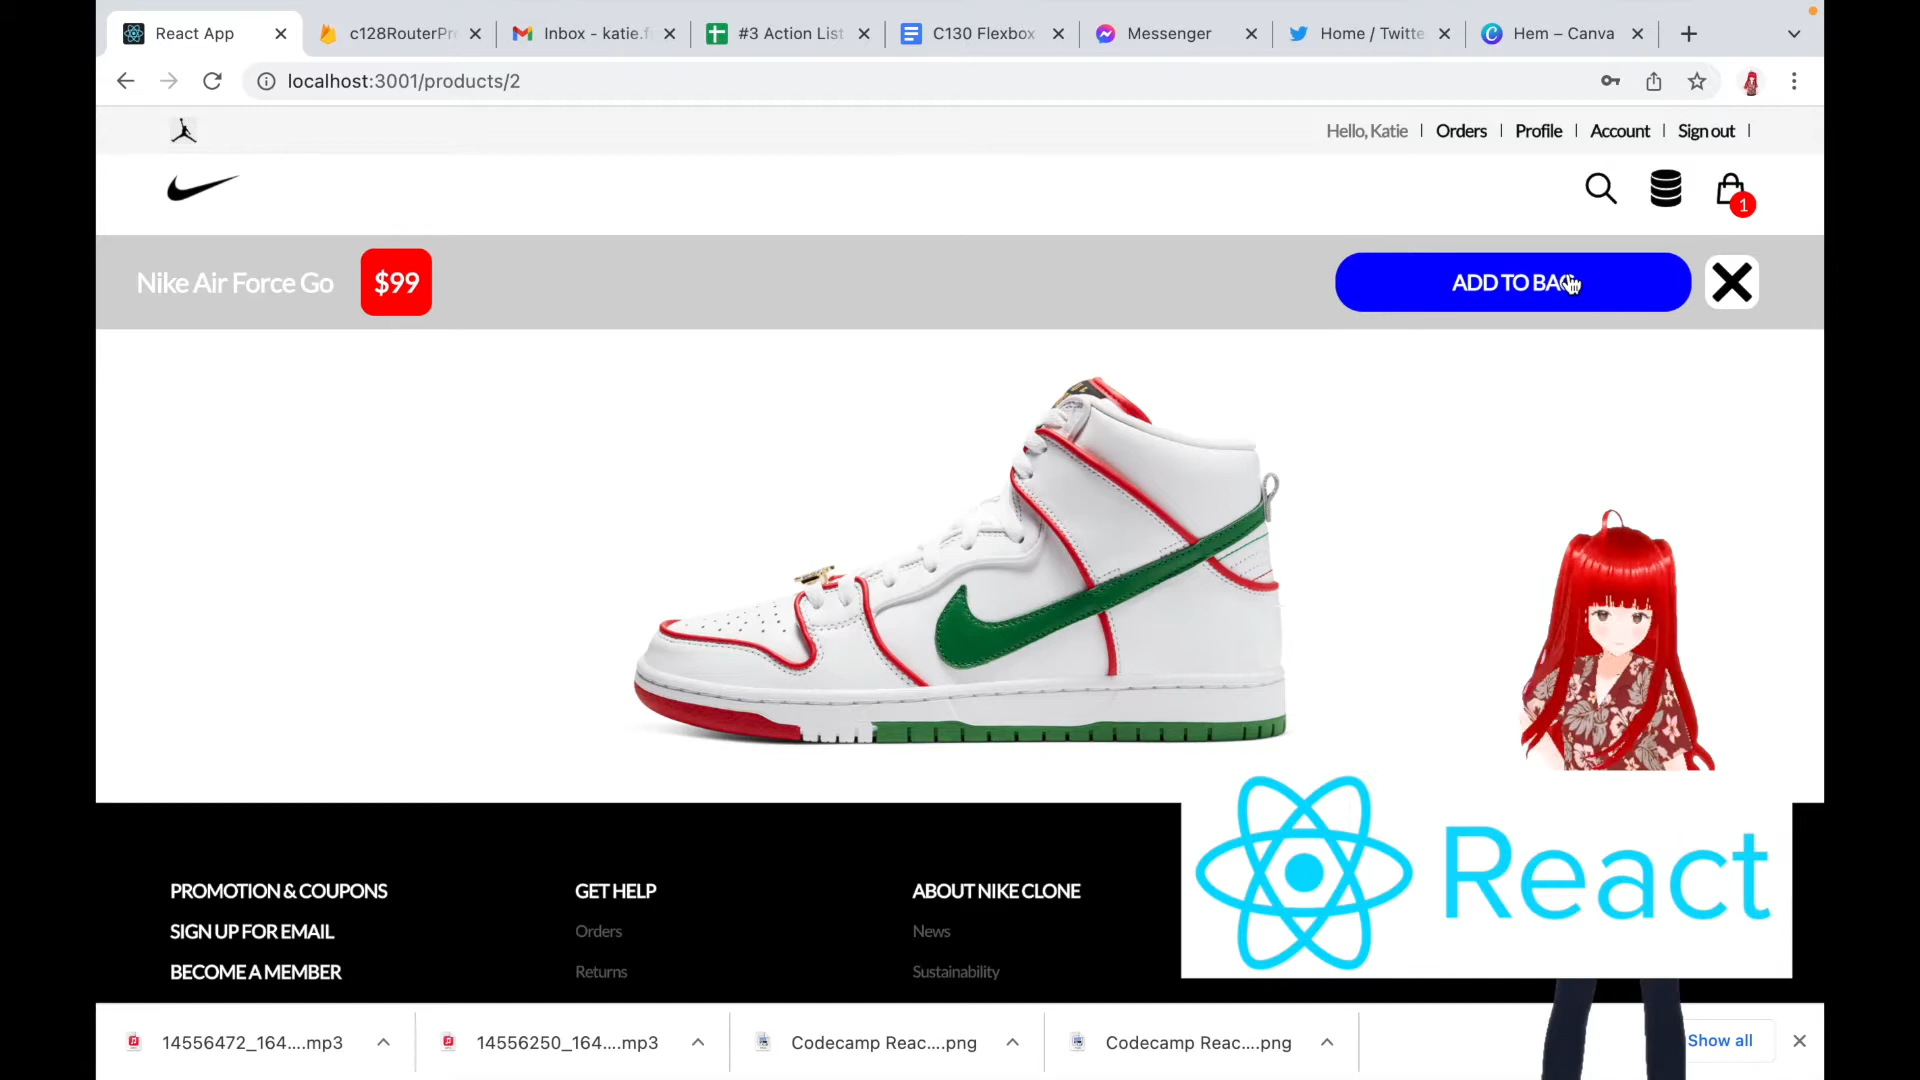 React App
c128RouterPr
Inbox - katie.f
#3 Action List
C130 Flexbox
Messenger
Home / Twitte
Hem – Canva
localhost:3001/products/2
Hello, Katie | Orders | Profile | Account | Sign out |
1
Nike Air Force Go
$99
ADD TO BAG
PROMOTION & COUPONS
SIGN UP FOR EMAIL
BECOME A MEMBER
GET HELP
Orders
Returns
ABOUT NIKE CLONE
News
Sustainability
React
14556472_164....mp3
14556250_164....mp3
Codecamp Reac....png
Codecamp Reac....png
Show all